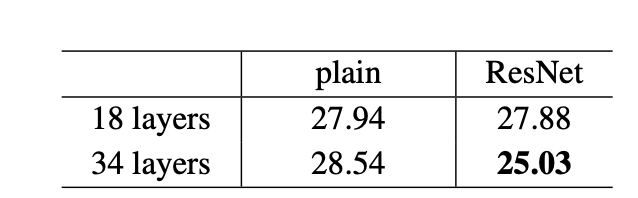 plain ResNet
18 layers 27.94 27.88
34 layers 28.54 25.03